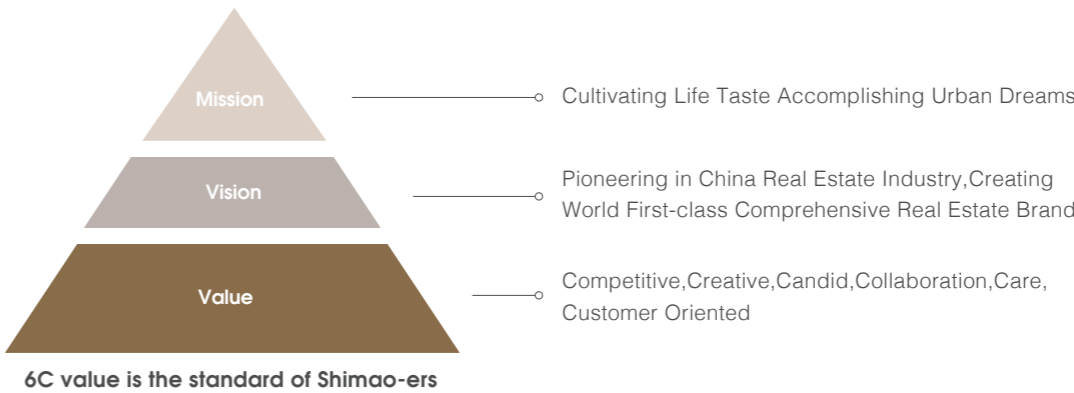 Mission
Cultivating Life Taste Accomplishing Urban Dreams
Vision
Pioneering in China Real Estate Industry,Creating
World First-class Comprehensive Real Estate Brand
Value
Competitive,Creative,Candid,Collaboration,Care,
Customer Oriented
6C value is the standard of Shimao-ers